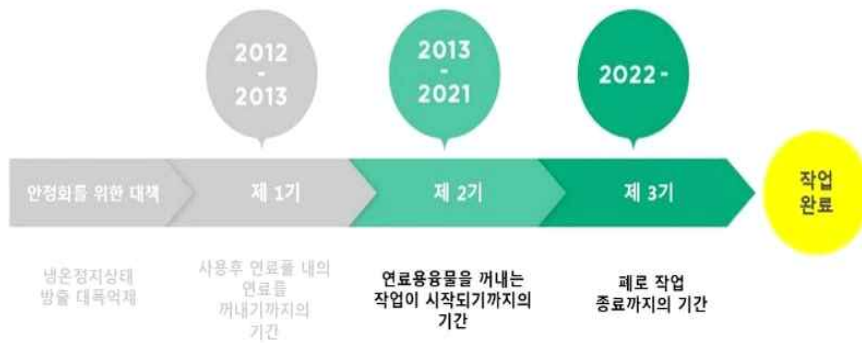 2012
-
2013
2013
-
2021
2022 -
안정화를 위한 대책
제 1기
제 2기
제 3기
작업
완료
냉온정지상태
방출 대폭억제
사용후 연료풀 내의
연료를
꺼내기까지의
기간
연료용융물을 꺼내는
작업이 시작되기까지의
기간
폐로 작업
종료까지의 기간